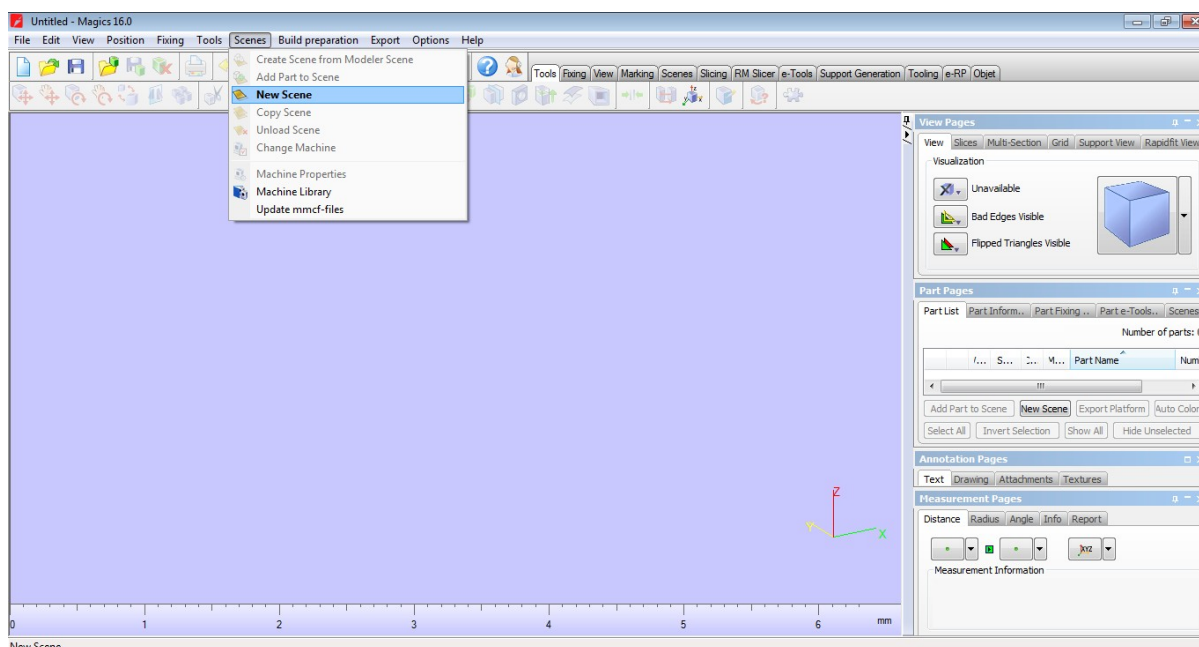 Untitled - Magics 16.0
File Edit View Position Fixing Tools Scenes Build preparation Export Options Help
Create Scene from Modeler Scene
Add Part to Scene
New Scene
Copy Scene
Unload Scene
Change Machine
Machine Properties
Machine Library
Update mmcf-files
Tools Fixing View Marking Scenes Slicing RM Slicer e-Tools Support Generation Tooling e-RP Objet
View Pages
View Slices Multi-Section Grid Support View Rapidfit View
Visualization
Unavailable
Bad Edges Visible
Flipped Triangles Visible
Part Pages
Part List Part Inform.. Part Fixing .. Part e-Tools.. Scenes
Number of parts:
/... S... M... Part Name Num
Add Part to Scene New Scene Export Platform Auto Color
Select All Invert Selection Show All Hide Unselected
Annotation Pages
Text Drawing Attachments Textures
Measurement Pages
Distance Radius Angle Info Report
XYZ
Measurement Information
Z
Y X
0 1 2 3 4 5 6 mm
New Scene